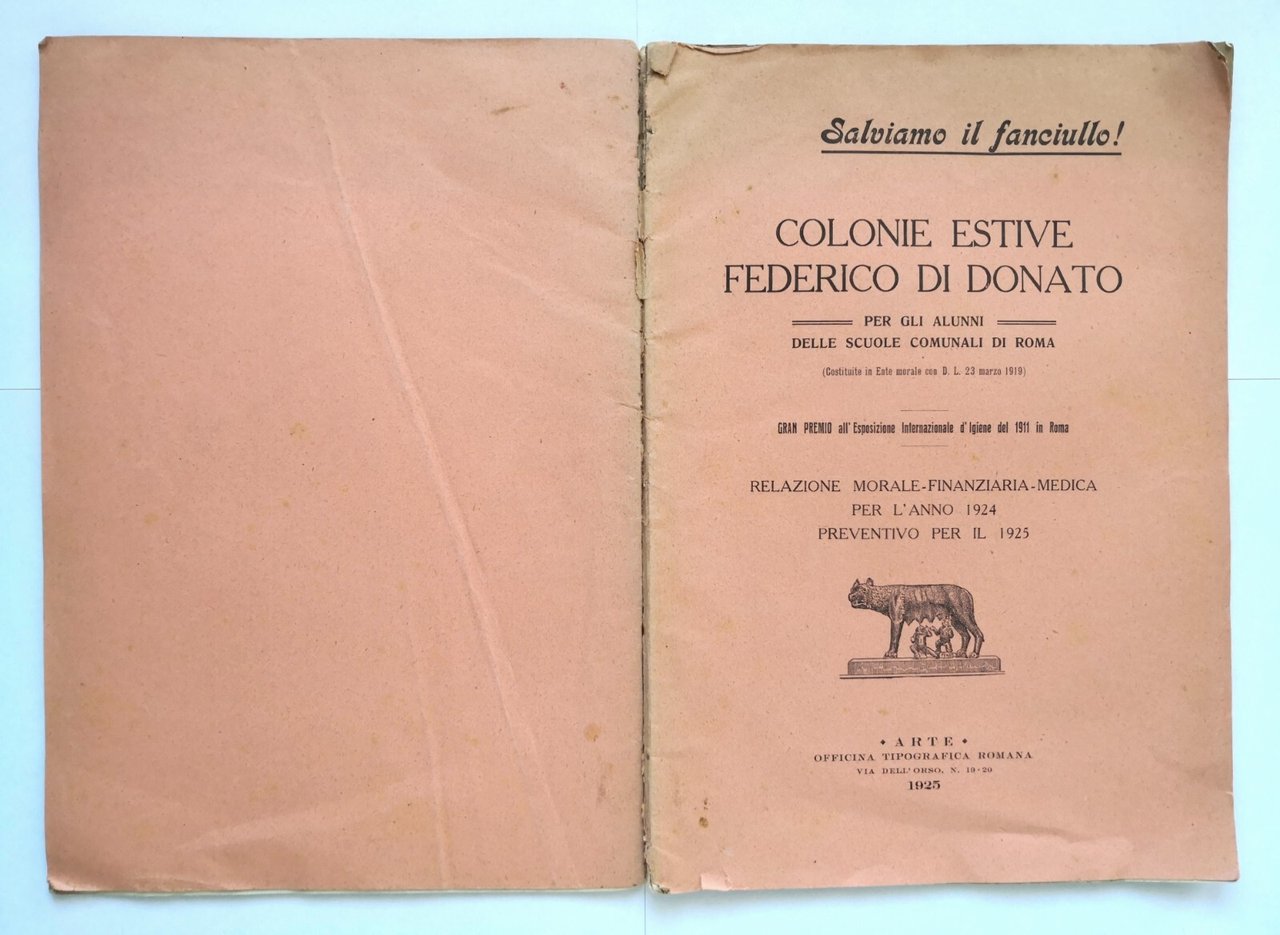 Salviamo il fanciullo!
COLONIE ESTIVE
FEDERICO DI DONATO
PER GLI ALUNNI
DELLE SCUOLE COMUNALI DI ROMA
(Costituite in Ente morale con D. L. 23 marzo 1919)
GRAN PREMIO all'Esposizione Internazionale d'Igiene del 1911 in Roma
RELAZIONE MORALE-FINANZIARIA-MEDICA
PER L'ANNO 1924
PREVENTIVO PER IL 1925
• ARTE •
OFFICINA TIPOGRAFICA ROMANA
VIA DELL'ORSO, N. 19-20
1925